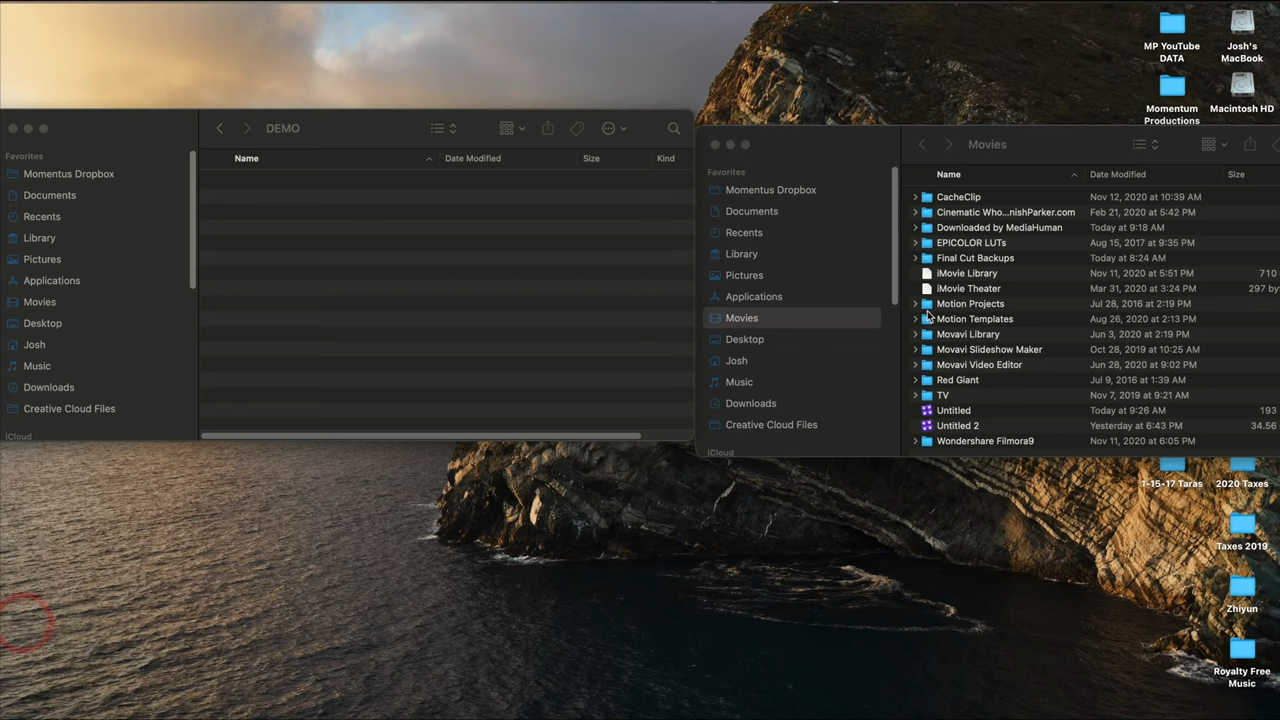 MP YouTube
DATA
Josh's
MacBook
Momentum
Productions
Macintosh HD
DEMO
Favorites
Momentus Dropbox
Documents
Recents
Library
Pictures
Applications
Movies
Desktop
Josh
Music
Downloads
Creative Cloud Files
iCloud
Name Date Modified Size Kind
Movies
Favorites
Momentus Dropbox
Documents
Recents
Library
Pictures
Applications
Movies
Desktop
Josh
Music
Downloads
Creative Cloud Files
iCloud
Name Date Modified Size
CacheClip Nov 12, 2020 at 10:39 AM
Cinematic Who...nishParker.com Feb 21, 2020 at 5:42 PM
Downloaded by MediaHuman Today at 9:18 AM
EPICOLOR LUTs Aug 15, 2017 at 9:35 PM
Final Cut Backups Today at 8:24 AM
iMovie Library Nov 11, 2020 at 5:51 PM 710
iMovie Theater Mar 31, 2020 at 3:24 PM 297 by
Motion Projects Jul 28, 2016 at 2:19 PM
Motion Templates Aug 26, 2020 at 2:13 PM
Movavi Library Jun 3, 2020 at 2:19 PM
Movavi Slideshow Maker Oct 28, 2019 at 10:25 AM
Movavi Video Editor Jun 28, 2020 at 9:02 PM
Red Giant Jul 9, 2016 at 1:39 AM
TV Nov 7, 2019 at 9:21 AM
Untitled Today at 9:26 AM 193
Untitled 2 Yesterday at 6:43 PM 34.56
Wondershare Filmora9 Nov 11, 2020 at 6:05 PM
1-15-17 Taras
2020 Taxes
Taxes 2019
Zhiyun
Royalty Free
Music